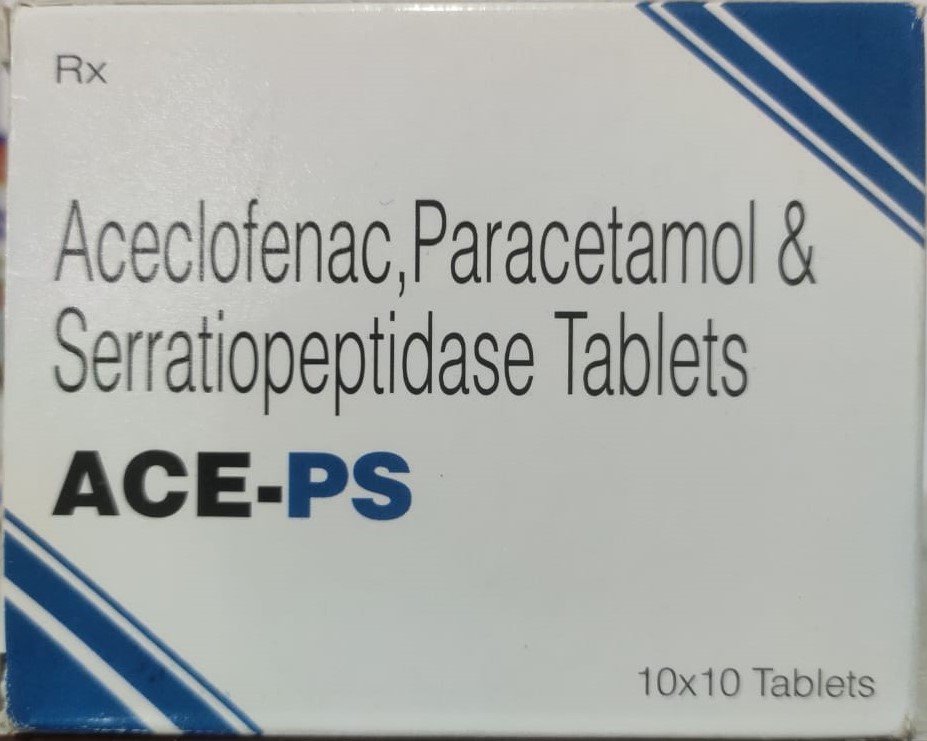 Rx
Aceclofenac,Paracetamol &
Serratiopeptidase Tablets
ACE-PS
10x10 Tablets